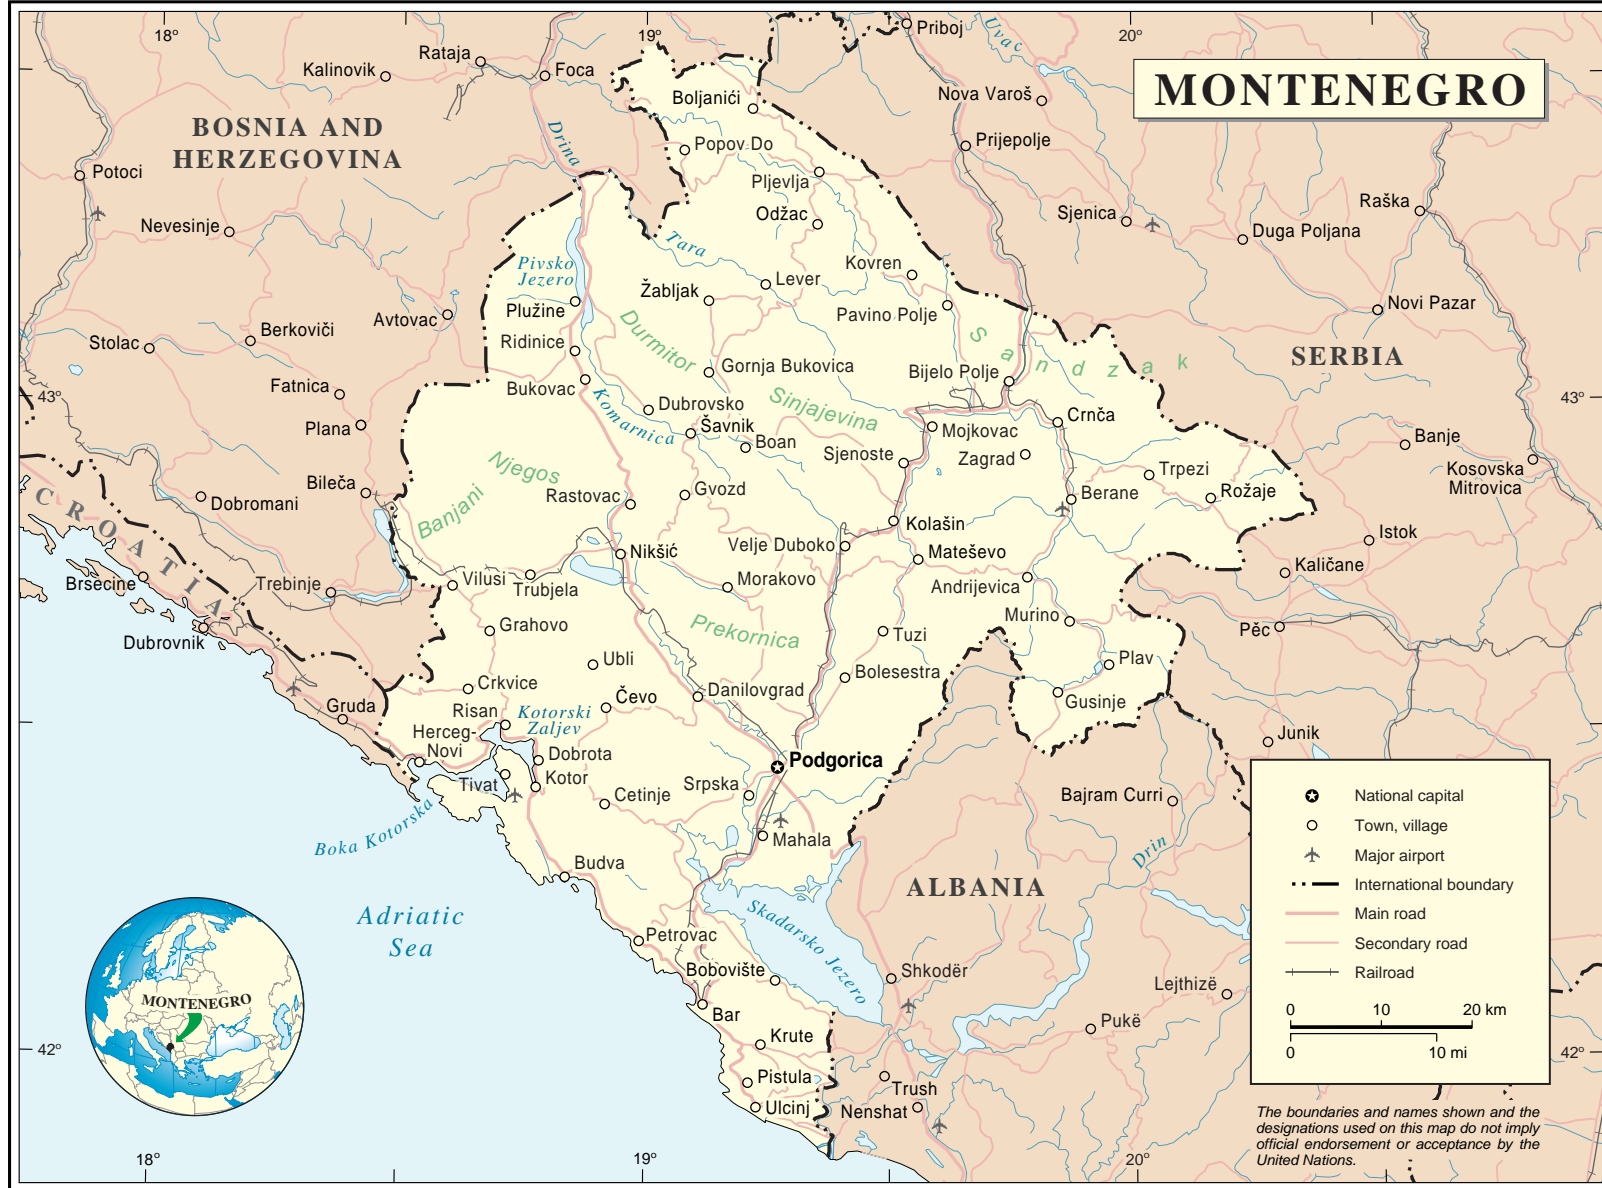 18°
19°
20°
MONTENEGRO
Priboj
Uvac
Rataja
Kalinovik
Foca
Boljanići
Nova Varoš
BOSNIA AND
HERZEGOVINA
Drina
Popov Do
Prijepolje
Potoci
Pljevlja
Raška
Nevesinje
Odžac
Sjenica
Duga Poljana
Tara
Pivsko
Jezero
Kovren
Lever
Žabljak
Plužine
Pavino Polje
Novi Pazar
Avtovac
Berkoviči
Stolac
Ridinice
Durmitor
Sandzak
SERBIA
Gornja Bukovica
Bijelo Polje
Fatnica
Bukovac
43°
43°
Komarnica
Dubrovsko
Sinjajevina
Crnča
Plana
Šavnik
Mojkovac
Boan
Banje
Sjenoste
Zagrad
Kosovska
Mitrovica
Njegos
Trpezi
Bileča
Rastovac
Gvozd
Berane
Rožaje
Dobromani
Banjani
CROATIA
Kolašin
Istok
Nikšić
Velje Duboko
Mateševo
Kaličane
Brsecine
Trebinje
Vilusi
Trubjela
Morakovo
Andrijevica
Murino
Grahovo
Prekornica
Tuzi
Pĕc
Dubrovnik
Ubli
Plav
Bolesestra
Crkvice
Danilovgrad
Gusinje
Čevo
Risan
Kotorski
Zaljev
Gruda
Herceg-
Novi
Junik
Dobrota
Podgorica
Tivat
Kotor
Srpska
Cetinje
Bajram Curri
National capital
Town, village
Boka Kotorska
Mahala
Drin
Major airport
Budva
ALBANIA
International boundary
Adriatic
Sea
Skadarsko Jezero
Main road
Petrovac
Secondary road
Bobovište
Shkodër
Railroad
Lejthizë
MONTENEGRO
Bar
0 10 20 km
Pukë
Krute
0 10 mi
42°
42°
Pistula
Trush
Ulcinj
Nenshat
The boundaries and names shown and the
designations used on this map do not imply
official endorsement or acceptance by the
United Nations.
18°
19°
20°